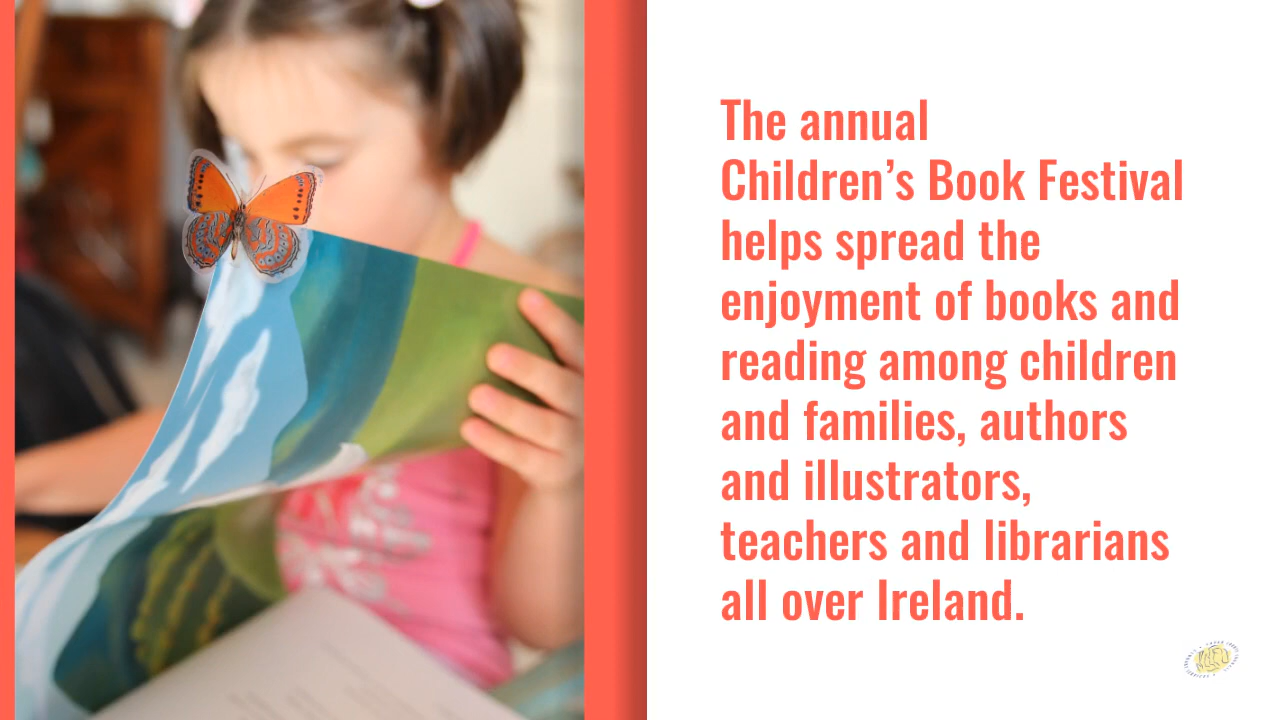 The annual
Children’s Book Festival
helps spread the
enjoyment of books and
reading among children
and families, authors
and illustrators,
teachers and librarians
all over Ireland.